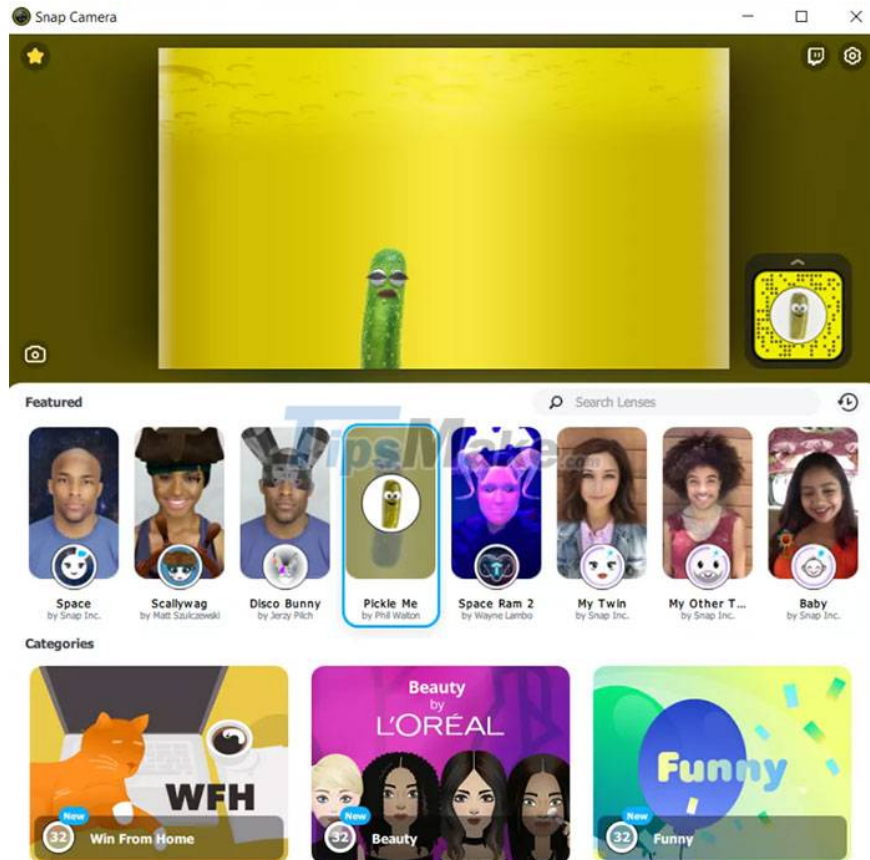 Snap Camera
Featured
Search Lenses
TipsMake.com
Space
by Snap Inc.
Scallywag
by Matt Szulczewski
Disco Bunny
by Jerzy Pilch
Pickle Me
by Phil Walton
Space Ram 2
by Wayne Lambo
My Twin
by Snap Inc.
My Other T...
by Snap Inc.
Baby
by Snap Inc.
Categories
WFH
New
32
Win From Home
Beauty
by
L'ORÉAL
New
32
Beauty
Funny
New
32
Funny